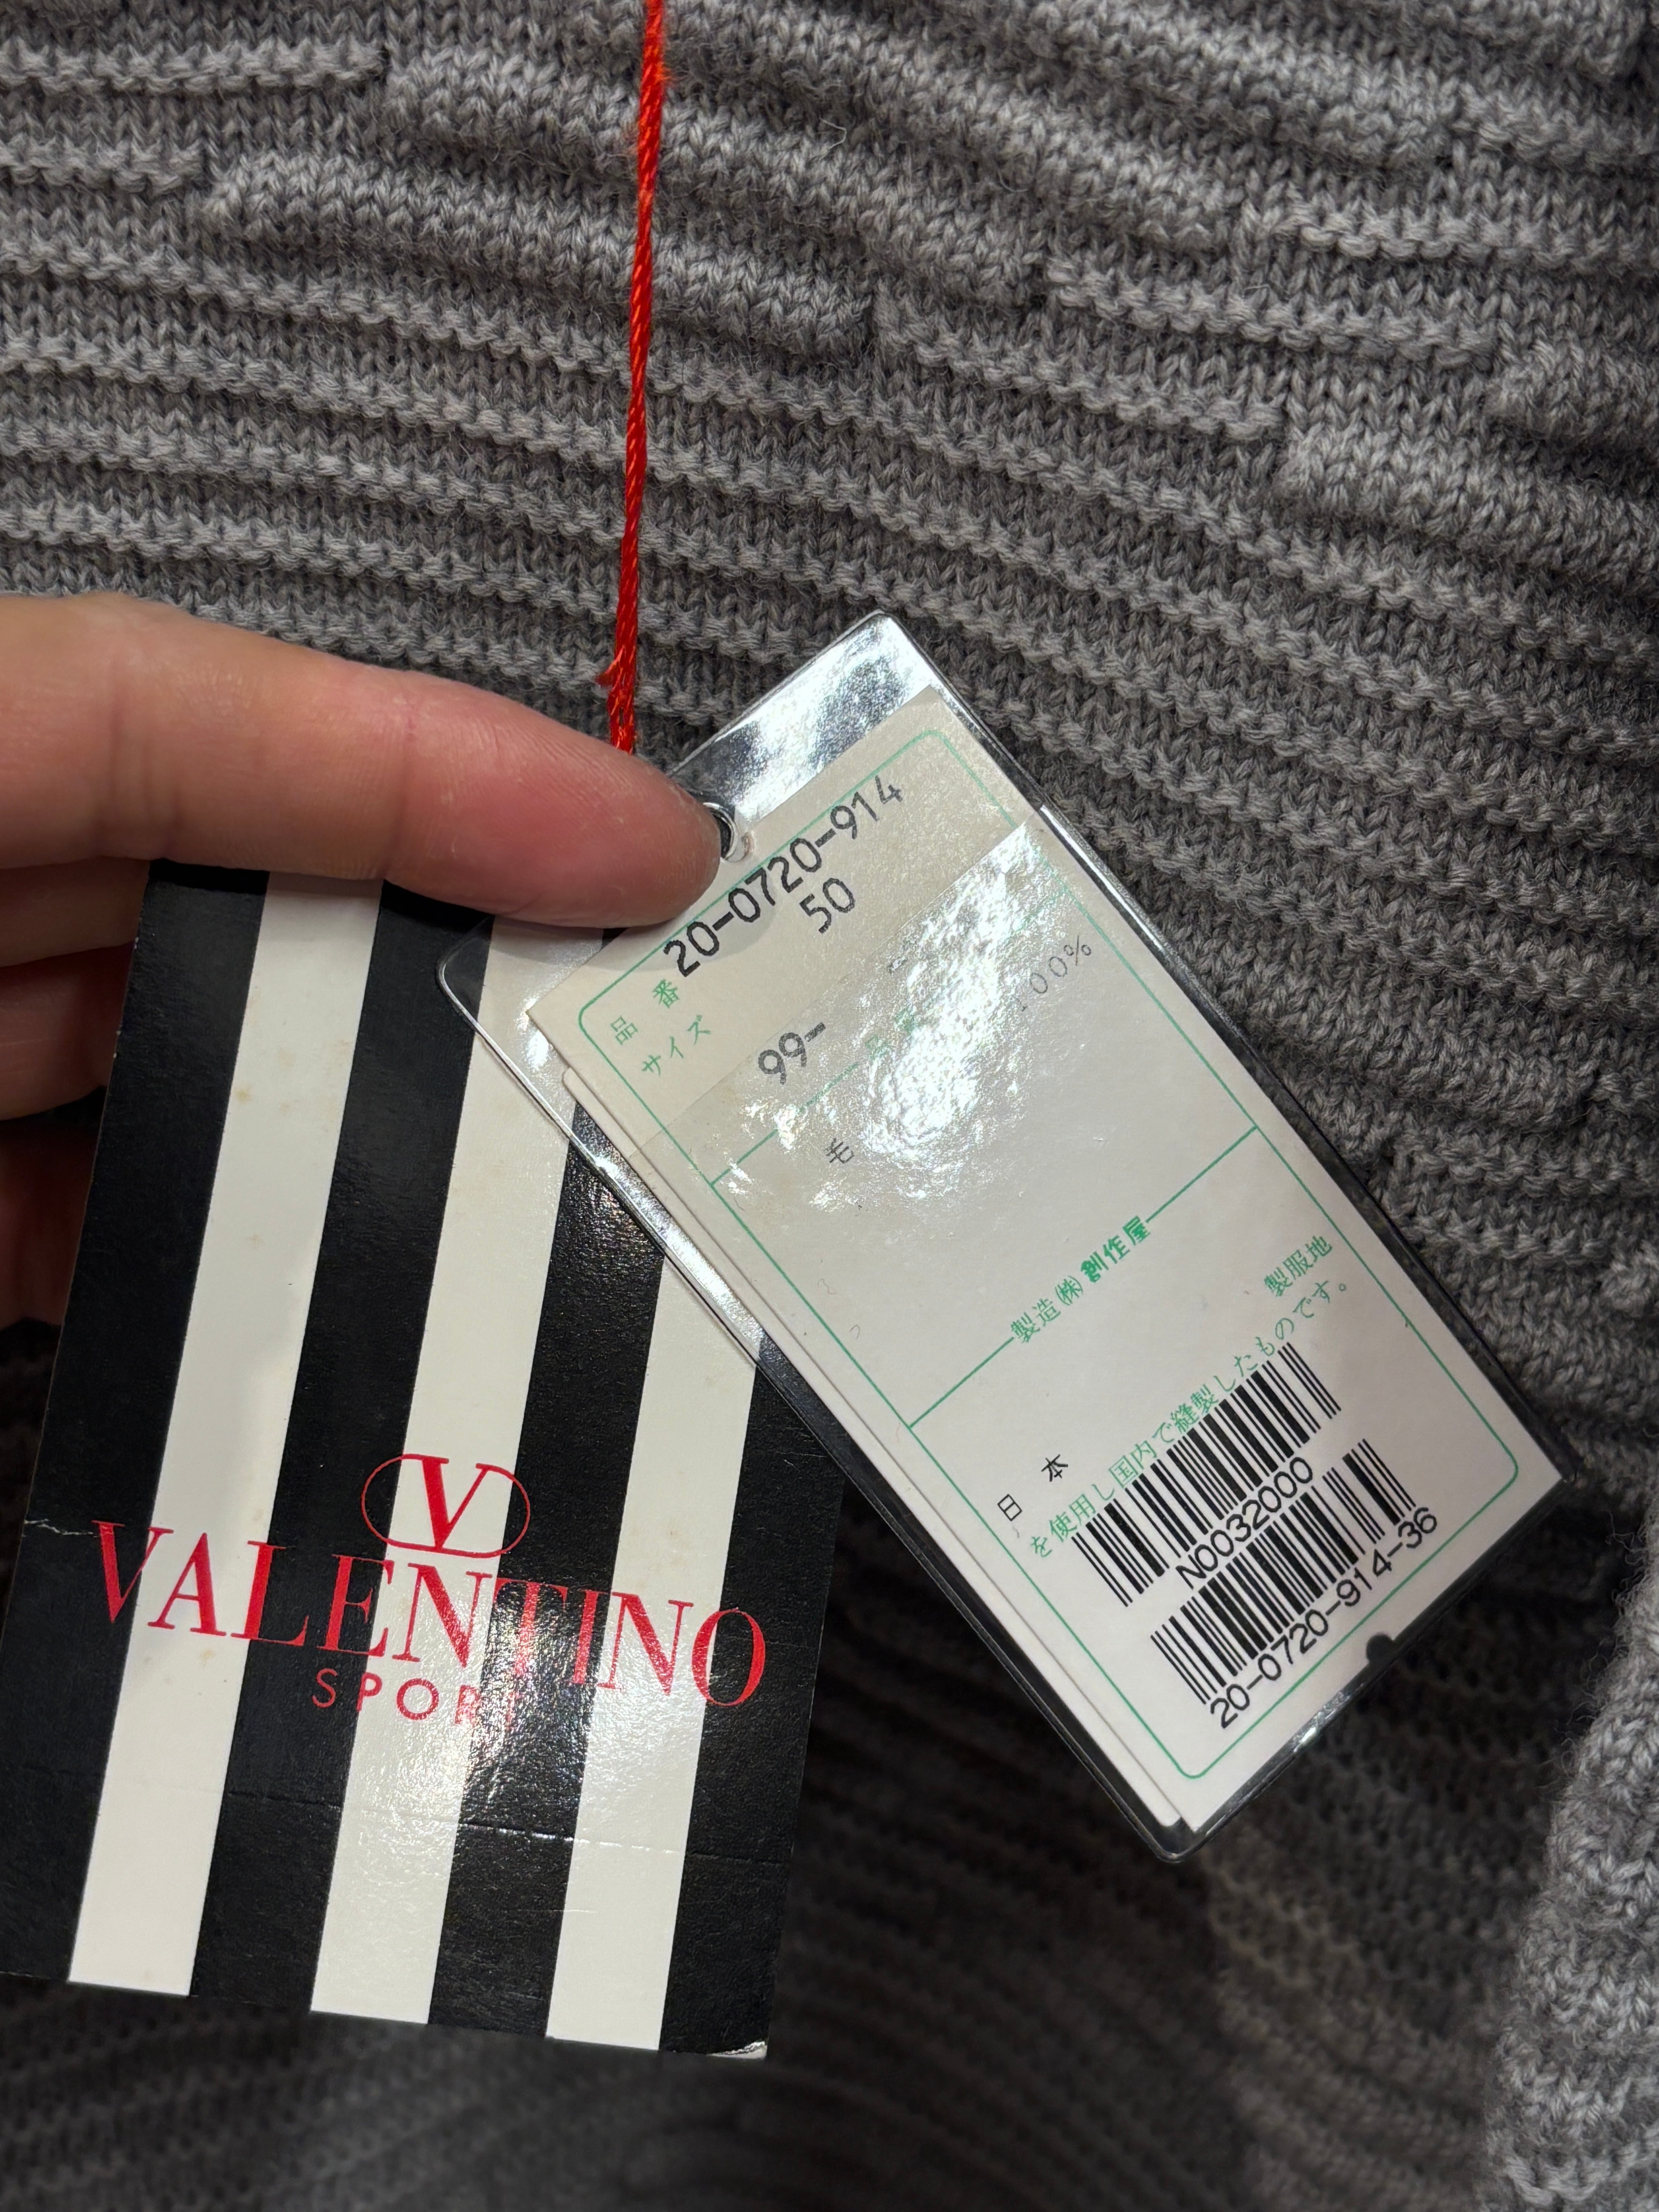 V
VALENTINO
SPORT
品番 20-0720-914
サイズ 50
99-
毛 100%
製造 ㈱ 創作屋
日本 製服地
を使用し国内で縫製したものです。
N0032000
20-0720-914-36